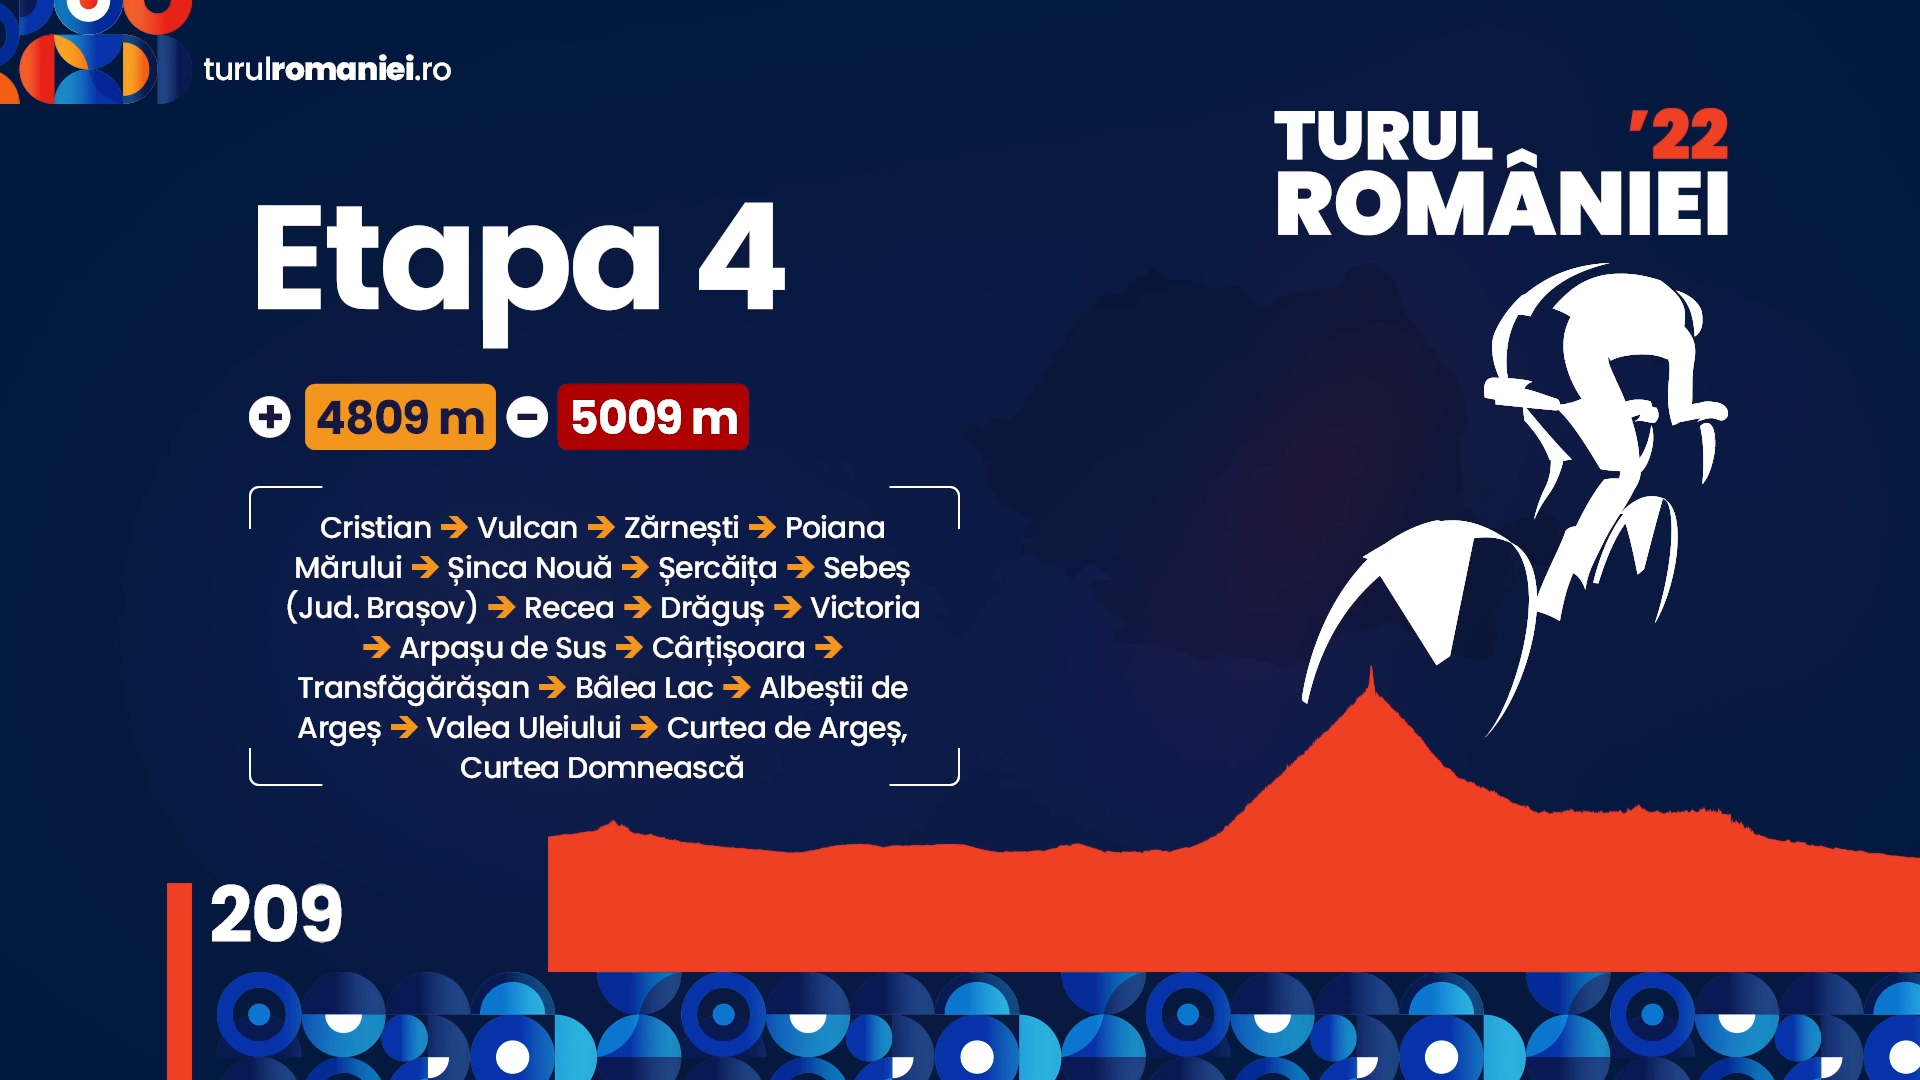 turulromaniei.ro
TURUL ’22
ROMÂNIEI
Etapa 4
+ 4809 m − 5009 m
Cristian ➔ Vulcan ➔ Zărnești ➔ Poiana
Mărului ➔ Șinca Nouă ➔ Șercăița ➔ Sebeș
(Jud. Brașov) ➔ Recea ➔ Drăguș ➔ Victoria
➔ Arpașu de Sus ➔ Cârțișoara ➔
Transfăgărășan ➔ Bâlea Lac ➔ Albeștii de
Argeș ➔ Valea Uleiului ➔ Curtea de Argeș,
Curtea Domnească
209